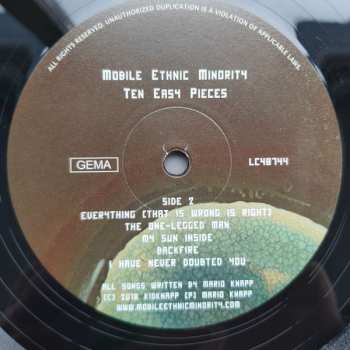 ALL RIGHTS RESERVED. UNAUTHORIZED DUPLICATION IS A VIOLATION OF APPLICABLE LAWS.
MOBILE ETHNIC MINORITY
TEN EASY PIECES
GEMA
LC48744
SIDE 2
EVERYTHING (THAT IS WRONG IS RIGHT)
THE ONE-LEGGED MAN
MY SUN INSIDE
BACKFIRE
I HAVE NEVER DOUBTED YOU
ALL SONGS WRITTEN BY MARIO KNAPP
(C) 2018 KIOKNAPP (P) MARIO KNAPP
WWW.MOBILEETHNICMINORITY.COM